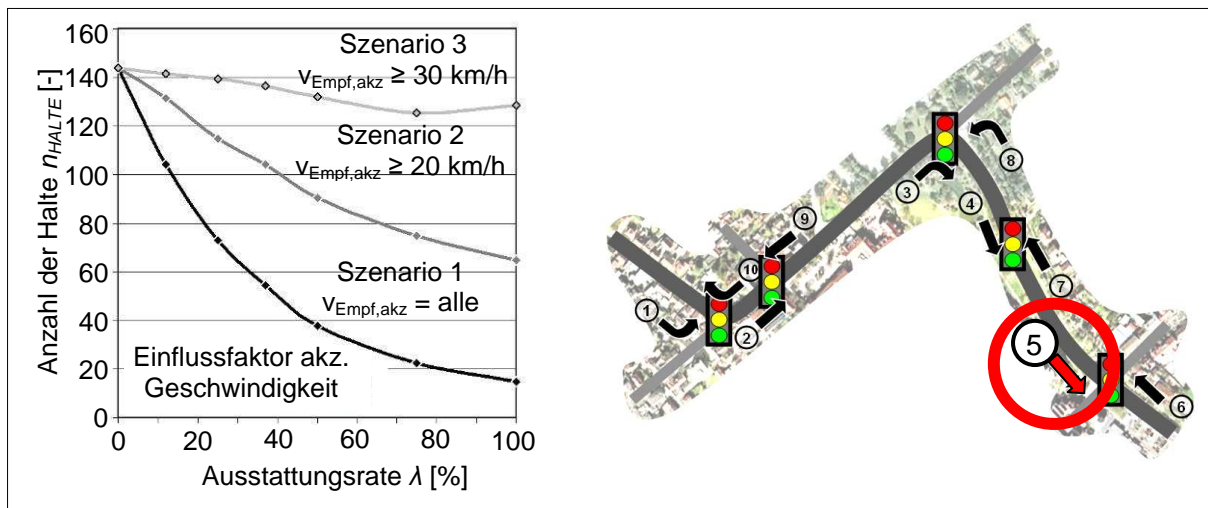 160
140
120
100
80
60
40
20
0
0 20 40 60 80 100
Anzahl der Halte n_HALTE [-]
Ausstattungsrate λ [%]
Szenario 3
v_Empf,akz ≥ 30 km/h
Szenario 2
v_Empf,akz ≥ 20 km/h
Szenario 1
v_Empf,akz = alle
Einflussfaktor akz.
Geschwindigkeit
1
2
3
4
5
6
7
8
9
10